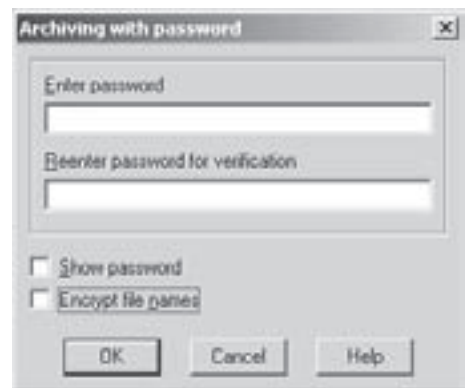 Archiving with password
Enter password
Reenter password for verification
Show password
Encrypt file names
OK
Cancel
Help